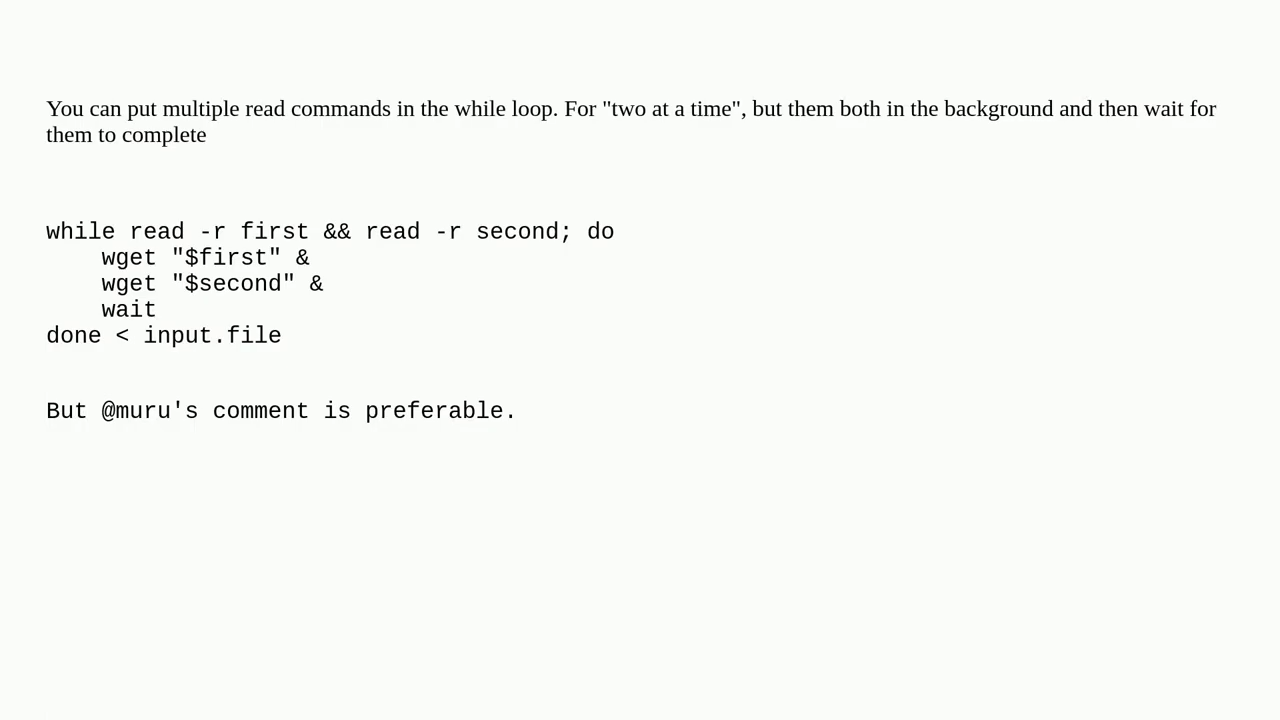 You can put multiple read commands in the while loop. For "two at a time", but them both in the background and then wait for
them to complete
while read -r first && read -r second; do
    wget "$first" &
    wget "$second" &
    wait
done < input.file
But @muru's comment is preferable.